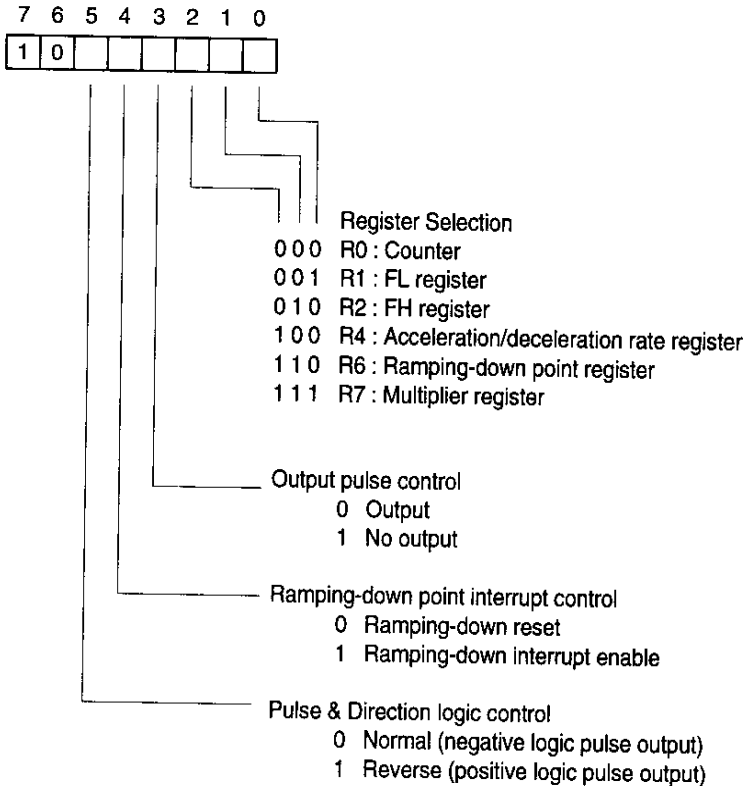 7 6 5 4 3 2 1 0
1 0
Register Selection
0 0 0 R0 : Counter
0 0 1 R1 : FL register
0 1 0 R2 : FH register
1 0 0 R4 : Acceleration/deceleration rate register
1 1 0 R6 : Ramping-down point register
1 1 1 R7 : Multiplier register
Output pulse control
0 Output
1 No output
Ramping-down point interrupt control
0 Ramping-down reset
1 Ramping-down interrupt enable
Pulse & Direction logic control
0 Normal (negative logic pulse output)
1 Reverse (positive logic pulse output)